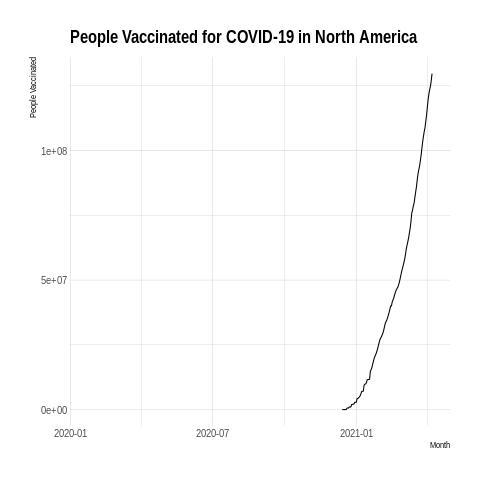 People Vaccinated for COVID-19 in North America
People Vaccinated
1e+08
5e+07
0e+00
2020-01 2020-07 2021-01
Month